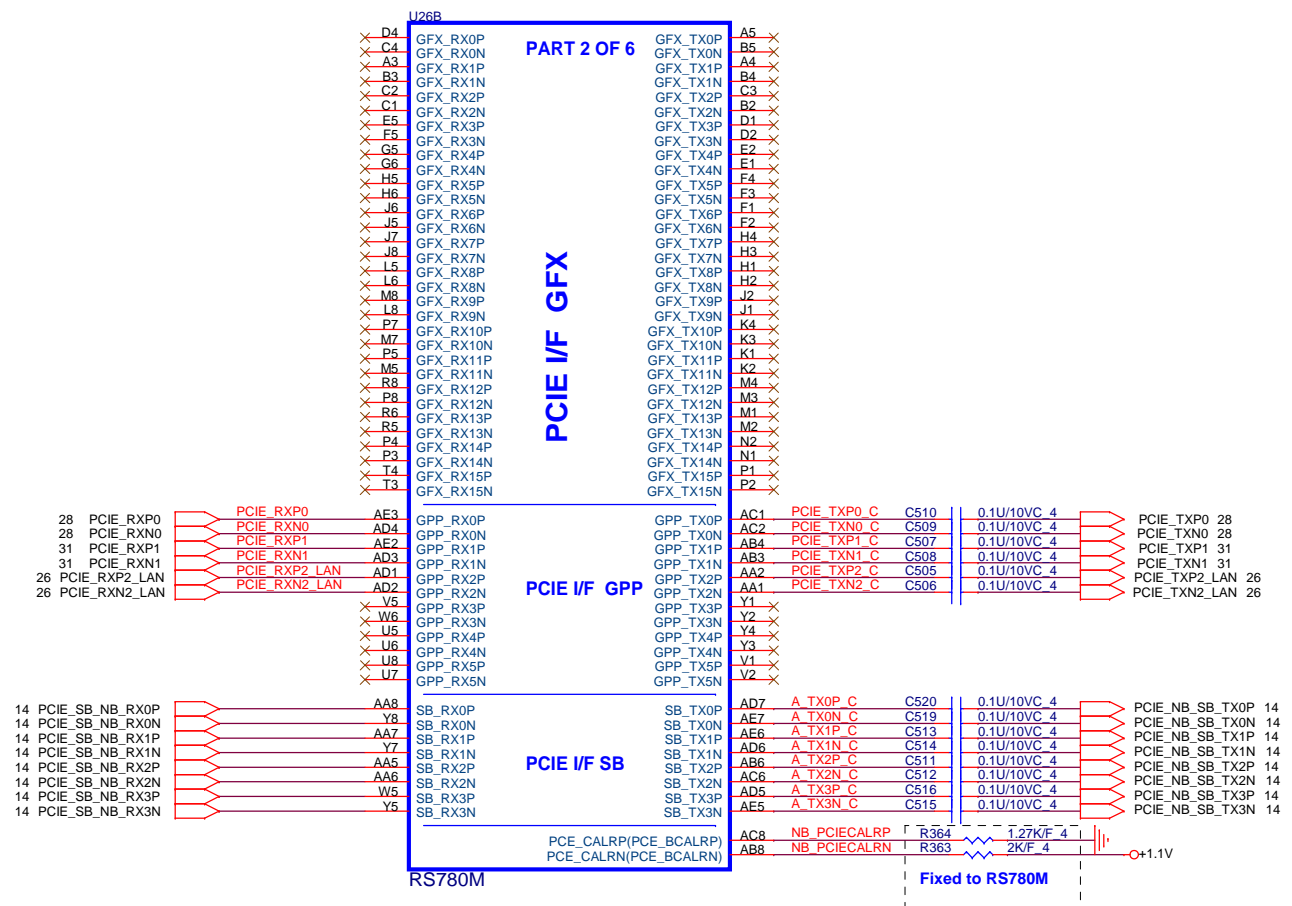 U26B
PART 2 OF 6
D4 GFX_RX0P GFX_TX0P A5
C4 GFX_RX0N GFX_TX0N B5
A3 GFX_RX1P GFX_TX1P A4
B3 GFX_RX1N GFX_TX1N B4
C2 GFX_RX2P GFX_TX2P C3
C1 GFX_RX2N GFX_TX2N B2
E5 GFX_RX3P GFX_TX3P D1
F5 GFX_RX3N GFX_TX3N D2
G5 GFX_RX4P GFX_TX4P E2
G6 GFX_RX4N GFX_TX4N E1
H5 GFX_RX5P GFX_TX5P F4
H6 GFX_RX5N GFX_TX5N F3
J6 GFX_RX6P GFX_TX6P F1
J5 GFX_RX6N GFX_TX6N F2
J7 GFX_RX7P GFX_TX7P H4
J8 GFX_RX7N GFX_TX7N H3
L5 GFX_RX8P GFX_TX8P H1
L6 GFX_RX8N GFX_TX8N H2
M8 GFX_RX9P GFX_TX9P J2
L8 GFX_RX9N GFX_TX9N J1
P7 GFX_RX10P GFX_TX10P K4
M7 GFX_RX10N GFX_TX10N K3
P5 GFX_RX11P GFX_TX11P K1
M5 GFX_RX11N GFX_TX11N K2
R8 GFX_RX12P GFX_TX12P M4
P8 GFX_RX12N GFX_TX12N M3
R6 GFX_RX13P GFX_TX13P M1
R5 GFX_RX13N GFX_TX13N M2
P4 GFX_RX14P GFX_TX14P N2
P3 GFX_RX14N GFX_TX14N N1
T4 GFX_RX15P GFX_TX15P P1
T3 GFX_RX15N GFX_TX15N P2
PCIE I/F GFX
28 PCIE_RXP0 PCIE_RXP0 AE3 GPP_RX0P GPP_TX0P AC1 PCIE_TXP0_C C510 0.1U/10VC_4 PCIE_TXP0 28
28 PCIE_RXN0 PCIE_RXN0 AD4 GPP_RX0N GPP_TX0N AC2 PCIE_TXN0_C C509 0.1U/10VC_4 PCIE_TXN0 28
31 PCIE_RXP1 PCIE_RXP1 AE2 GPP_RX1P GPP_TX1P AB4 PCIE_TXP1_C C507 0.1U/10VC_4 PCIE_TXP1 31
31 PCIE_RXN1 PCIE_RXN1 AD3 GPP_RX1N GPP_TX1N AB3 PCIE_TXN1_C C508 0.1U/10VC_4 PCIE_TXN1 31
26 PCIE_RXP2_LAN PCIE_RXP2_LAN AD1 GPP_RX2P GPP_TX2P AA2 PCIE_TXP2_C C505 0.1U/10VC_4 PCIE_TXP2_LAN 26
26 PCIE_RXN2_LAN PCIE_RXN2_LAN AD2 GPP_RX2N GPP_TX2N AA1 PCIE_TXN2_C C506 0.1U/10VC_4 PCIE_TXN2_LAN 26
PCIE I/F GPP
V5 GPP_RX3P GPP_TX3P Y1
W6 GPP_RX3N GPP_TX3N Y2
U5 GPP_RX4P GPP_TX4P Y4
U6 GPP_RX4N GPP_TX4N Y3
U8 GPP_RX5P GPP_TX5P V1
U7 GPP_RX5N GPP_TX5N V2
14 PCIE_SB_NB_RX0P AA8 SB_RX0P SB_TX0P AD7 A_TX0P_C C520 0.1U/10VC_4 PCIE_NB_SB_TX0P 14
14 PCIE_SB_NB_RX0N Y8 SB_RX0N SB_TX0N AE7 A_TX0N_C C519 0.1U/10VC_4 PCIE_NB_SB_TX0N 14
14 PCIE_SB_NB_RX1P AA7 SB_RX1P SB_TX1P AE6 A_TX1P_C C513 0.1U/10VC_4 PCIE_NB_SB_TX1P 14
14 PCIE_SB_NB_RX1N Y7 SB_RX1N SB_TX1N AD6 A_TX1N_C C514 0.1U/10VC_4 PCIE_NB_SB_TX1N 14
14 PCIE_SB_NB_RX2P AA5 SB_RX2P SB_TX2P AB6 A_TX2P_C C511 0.1U/10VC_4 PCIE_NB_SB_TX2P 14
14 PCIE_SB_NB_RX2N AA6 SB_RX2N SB_TX2N AC6 A_TX2N_C C512 0.1U/10VC_4 PCIE_NB_SB_TX2N 14
14 PCIE_SB_NB_RX3P W5 SB_RX3P SB_TX3P AD5 A_TX3P_C C516 0.1U/10VC_4 PCIE_NB_SB_TX3P 14
14 PCIE_SB_NB_RX3N Y5 SB_RX3N SB_TX3N AE5 A_TX3N_C C515 0.1U/10VC_4 PCIE_NB_SB_TX3N 14
PCIE I/F SB
PCE_CALRP(PCE_BCALRP) AC8 NB_PCIECALRP R364 1.27K/F_4
PCE_CALRN(PCE_BCALRN) AB8 NB_PCIECALRN R363 2K/F_4 +1.1V
RS780M
Fixed to RS780M